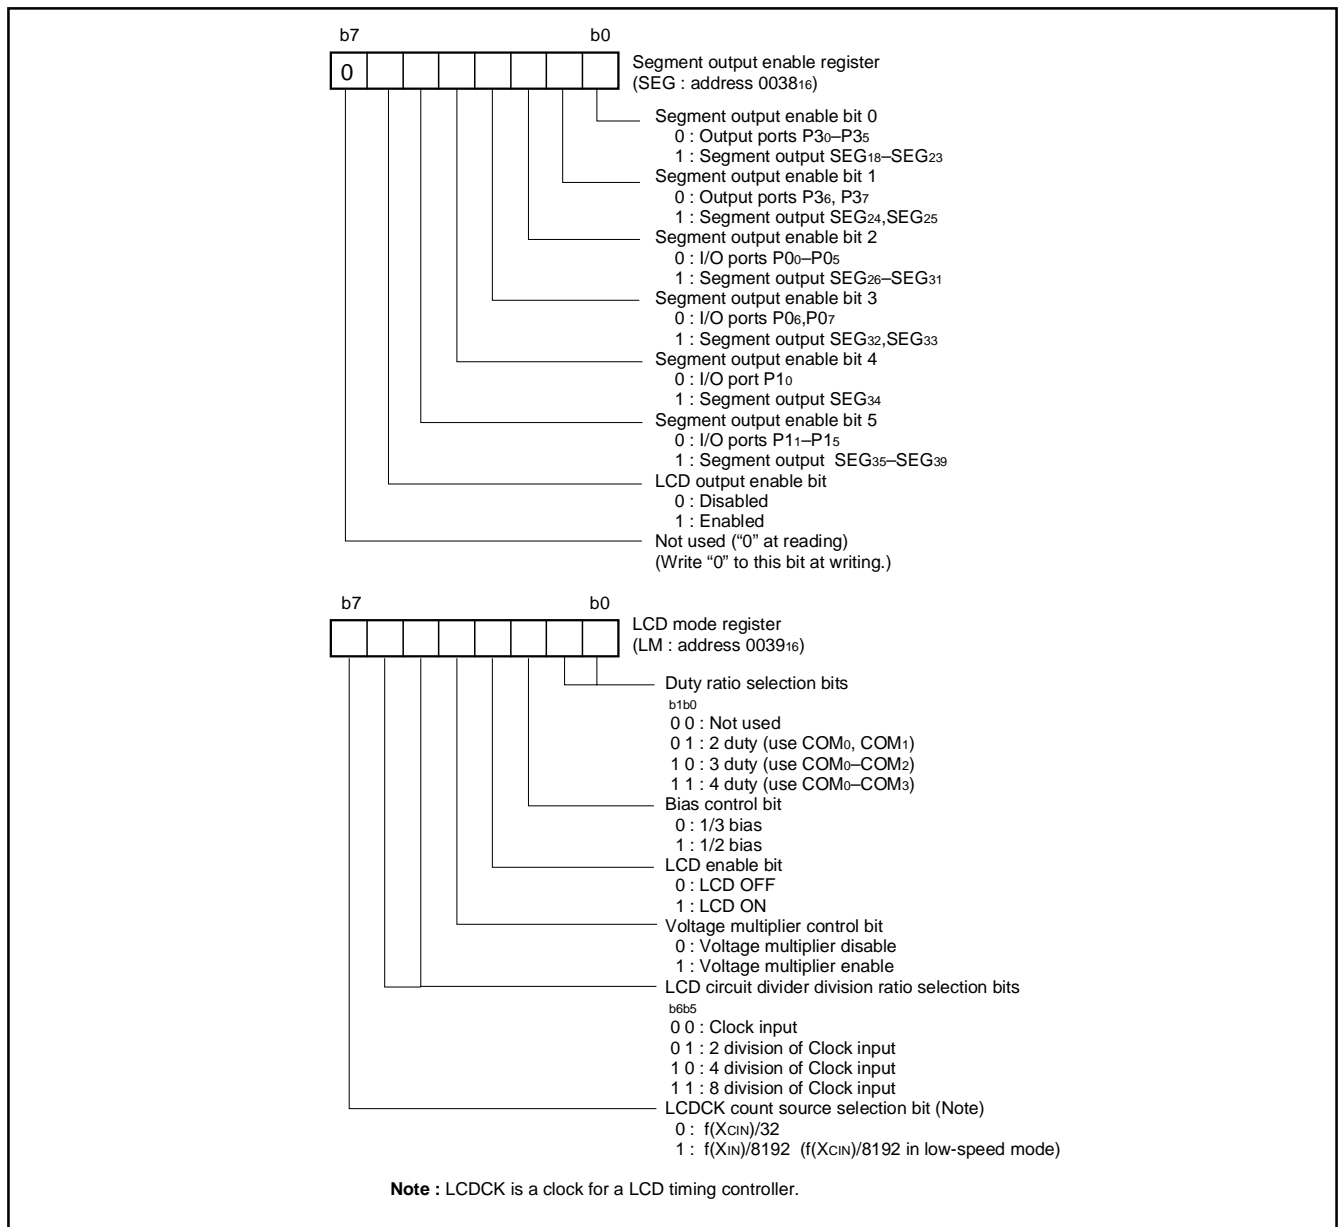 b7 b0
0
Segment output enable register
(SEG : address 003816)
Segment output enable bit 0
0 : Output ports P30–P35
1 : Segment output SEG18–SEG23
Segment output enable bit 1
0 : Output ports P36, P37
1 : Segment output SEG24,SEG25
Segment output enable bit 2
0 : I/O ports P00–P05
1 : Segment output SEG26–SEG31
Segment output enable bit 3
0 : I/O ports P06,P07
1 : Segment output SEG32,SEG33
Segment output enable bit 4
0 : I/O port P10
1 : Segment output SEG34
Segment output enable bit 5
0 : I/O ports P11–P15
1 : Segment output SEG35–SEG39
LCD output enable bit
0 : Disabled
1 : Enabled
Not used (“0” at reading)
(Write “0” to this bit at writing.)
b7 b0
LCD mode register
(LM : address 003916)
Duty ratio selection bits
b1b0
0 0 : Not used
0 1 : 2 duty (use COM0, COM1)
1 0 : 3 duty (use COM0–COM2)
1 1 : 4 duty (use COM0–COM3)
Bias control bit
0 : 1/3 bias
1 : 1/2 bias
LCD enable bit
0 : LCD OFF
1 : LCD ON
Voltage multiplier control bit
0 : Voltage multiplier disable
1 : Voltage multiplier enable
LCD circuit divider division ratio selection bits
b6b5
0 0 : Clock input
0 1 : 2 division of Clock input
1 0 : 4 division of Clock input
1 1 : 8 division of Clock input
LCDCK count source selection bit (Note)
0 : f(XCIN)/32
1 : f(XIN)/8192 (f(XCIN)/8192 in low-speed mode)
Note : LCDCK is a clock for a LCD timing controller.